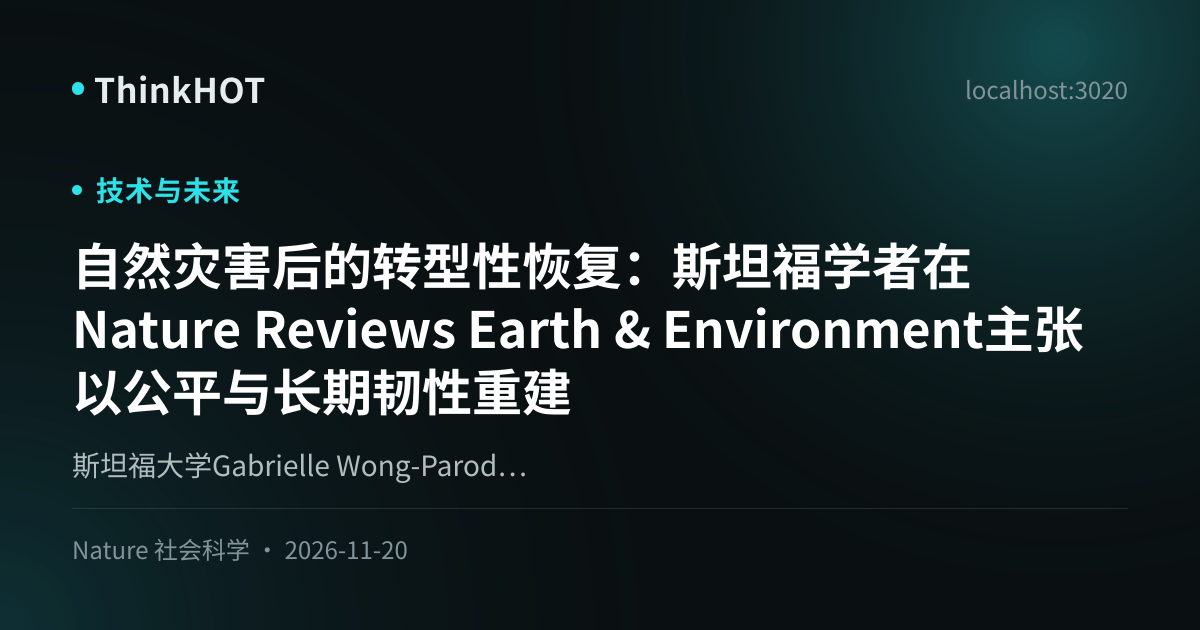 ThinkHOT
localhost:3020
技术与未来
自然灾害后的转型性恢复：斯坦福学者在
Nature Reviews Earth & Environment主张
以公平与长期韧性重建
斯坦福大学Gabrielle Wong-Parod…
Nature 社会科学 · 2026-11-20